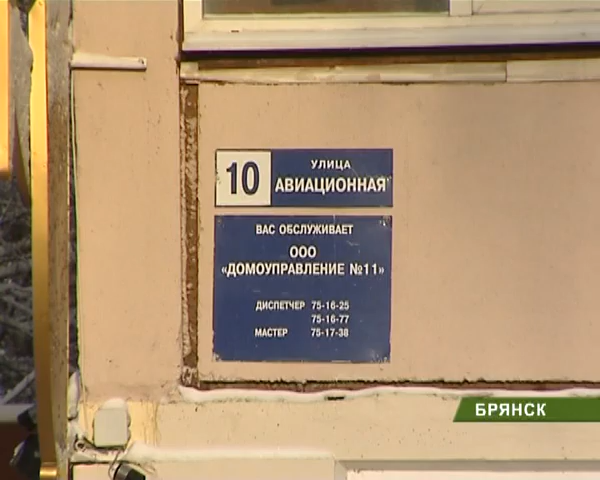 10
УЛИЦА
АВИАЦИОННАЯ
ВАС ОБСЛУЖИВАЕТ
ООО
«ДОМОУПРАВЛЕНИЕ №11»
ДИСПЕТЧЕР 75-16-25
75-16-77
МАСТЕР 75-17-38
БРЯНСК